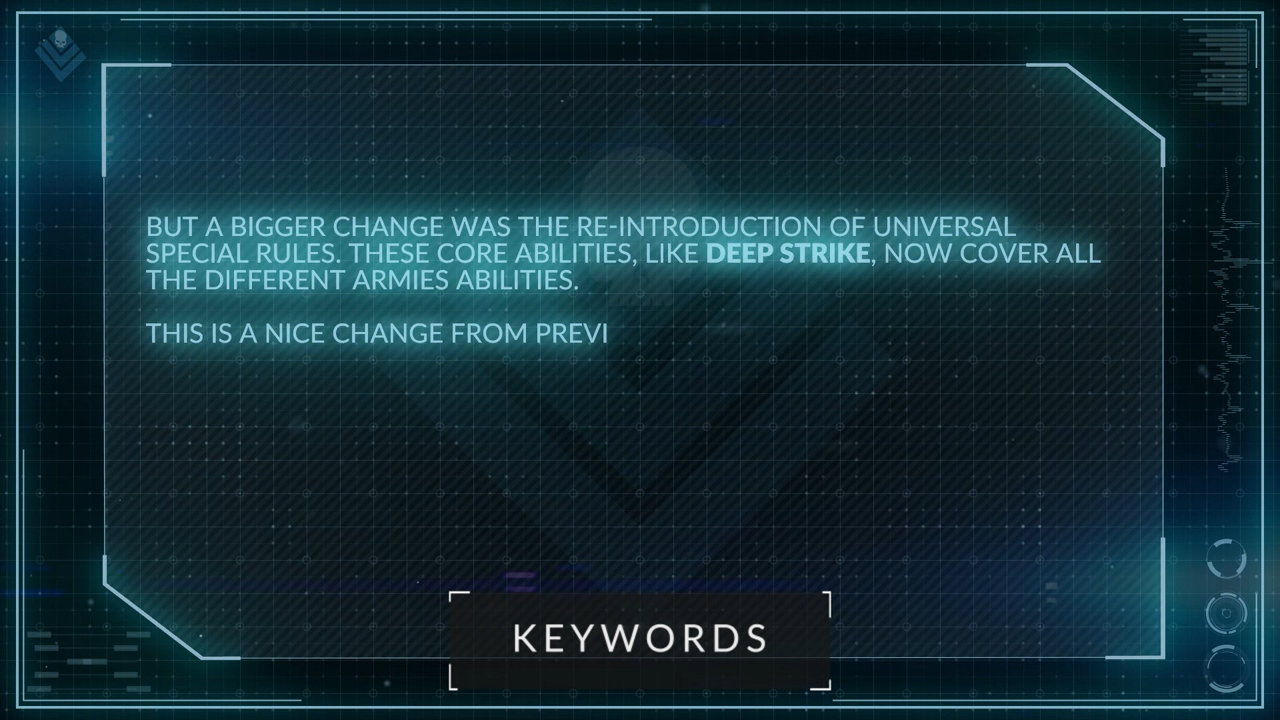 BUT A BIGGER CHANGE WAS THE RE-INTRODUCTION OF UNIVERSAL
SPECIAL RULES. THESE CORE ABILITIES, LIKE DEEP STRIKE, NOW COVER ALL
THE DIFFERENT ARMIES ABILITIES.
THIS IS A NICE CHANGE FROM PREVI
KEYWORDS